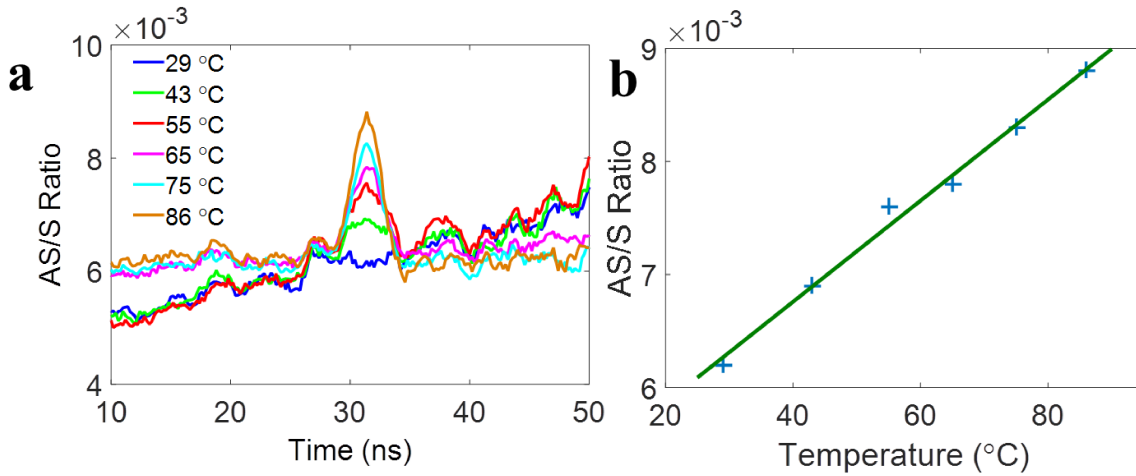 a
×10⁻³
10
8
6
4
AS/S Ratio
29 °C
43 °C
55 °C
65 °C
75 °C
86 °C
10 20 30 40 50
Time (ns)
b
×10⁻³
9
8
7
6
AS/S Ratio
20 40 60 80
Temperature (°C)